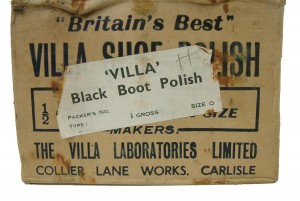 "Britain's Best"
VILLA SHOE POLISH
'VILLA'
Black Boot Polish
PACKER'S NO. ¼ GROSS SIZE O
TYPE:
½ SIZE
MAKERS:
THE VILLA LABORATORIES LIMITED
COLLIER LANE WORKS, CARLISLE